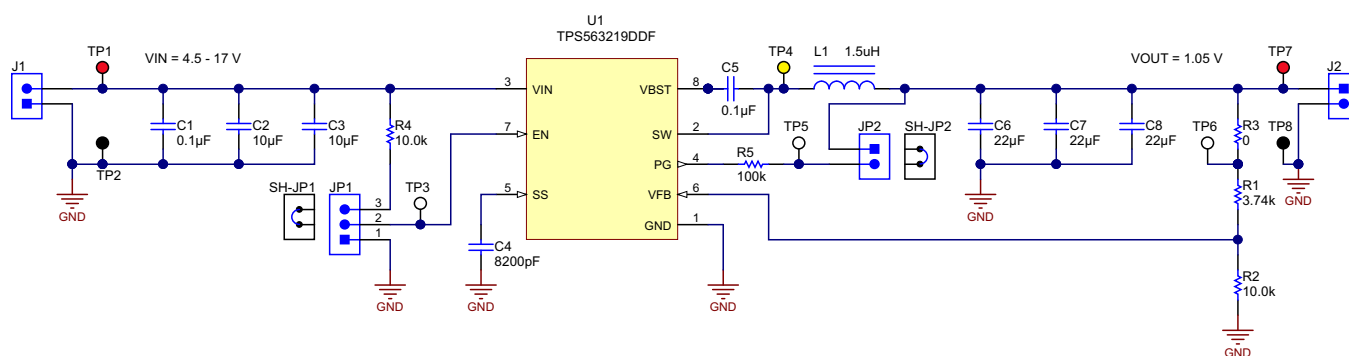 U1
TPS563219DDF
J1
TP1
VIN = 4.5 - 17 V
TP2
GND
C1
0.1µF
C2
10µF
C3
10µF
R4
10.0k
SH-JP1
JP1
3
2
1
TP3
GND
C4
8200pF
GND
3
VIN
7
EN
5
SS
VBST
8
SW
2
PG
4
VFB
6
GND
1
GND
C5
0.1µF
TP4
L1
1.5uH
R5
100k
TP5
JP2
SH-JP2
VOUT = 1.05 V
C6
22µF
C7
22µF
C8
22µF
GND
TP6
R3
0
R1
3.74k
R2
10.0k
GND
TP7
J2
TP8
GND